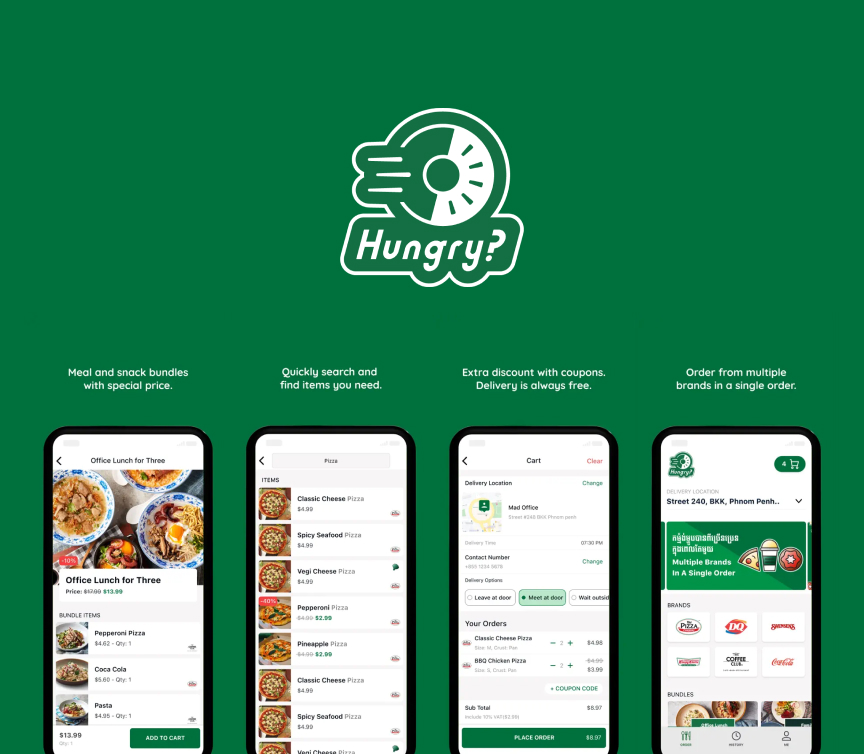 Hungry?
Meal and snack bundles
with special price.
Quickly search and
find items you need.
Extra discount with coupons.
Delivery is always free.
Order from multiple
brands in a single order.
Office Lunch for Three
-10%
Office Lunch for Three
Price: $17.99 $13.99
BUNDLE ITEMS
Pepperoni Pizza
$4.62 - Qty: 1
Coca Cola
$5.60 - Qty: 1
Pasta
$4.95 - Qty: 1
$13.99
Qty: 1
ADD TO CART
Pizza
ITEMS
Classic Cheese Pizza
$4.99
Spicy Seafood Pizza
$4.99
Vegi Cheese Pizza
$4.99
-40%
Pepperoni Pizza
$4.99 $2.99
Pineapple Pizza
$4.99 $2.99
Classic Cheese Pizza
$4.99
Spicy Seafood Pizza
$4.99
Vegi Cheese Pizza
Cart
Clear
Delivery Location
Change
Mad Office
Street #249 BKK Phnom penh
Delivery Time
07:30 PM
Contact Number
Change
+855 1234 5678
Delivery Options
Leave at door
Meet at door
Wait outsid
Your Orders
Classic Cheese Pizza
Size: M, Crust: Pan
2
$4.98
BBQ Chicken Pizza
Size: S, Crust: Pan
2
$4.99
$3.99
+ COUPON CODE
Sub Total
$8.97
Include 10% VAT($2.99)
PLACE ORDER
$8.97
Hungry?
4
DELIVERY LOCATION
Street 240, BKK, Phnom Penh..
Multiple Brands
In A Single Order
BRANDS
The
PIZZA
DQ
SWENSEN'S
THE
COFFEE
CLUB
Coca-Cola
BUNDLES
Office Lunch
ORDER
HISTORY
ME